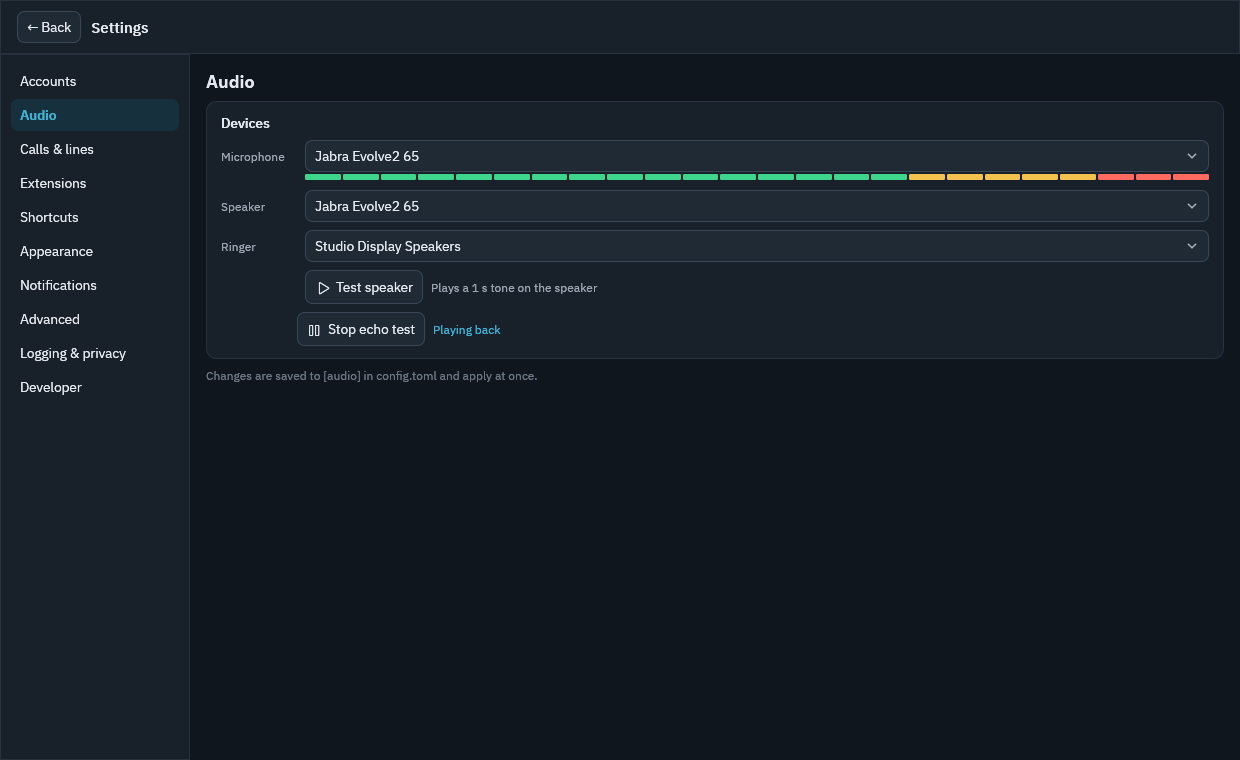 ← Back Settings
Accounts
Audio
Calls & lines
Extensions
Shortcuts
Appearance
Notifications
Advanced
Logging & privacy
Developer
Audio
Devices
Microphone Jabra Evolve2 65
Speaker Jabra Evolve2 65
Ringer Studio Display Speakers
Test speaker Plays a 1 s tone on the speaker
Stop echo test Playing back
Changes are saved to [audio] in config.toml and apply at once.